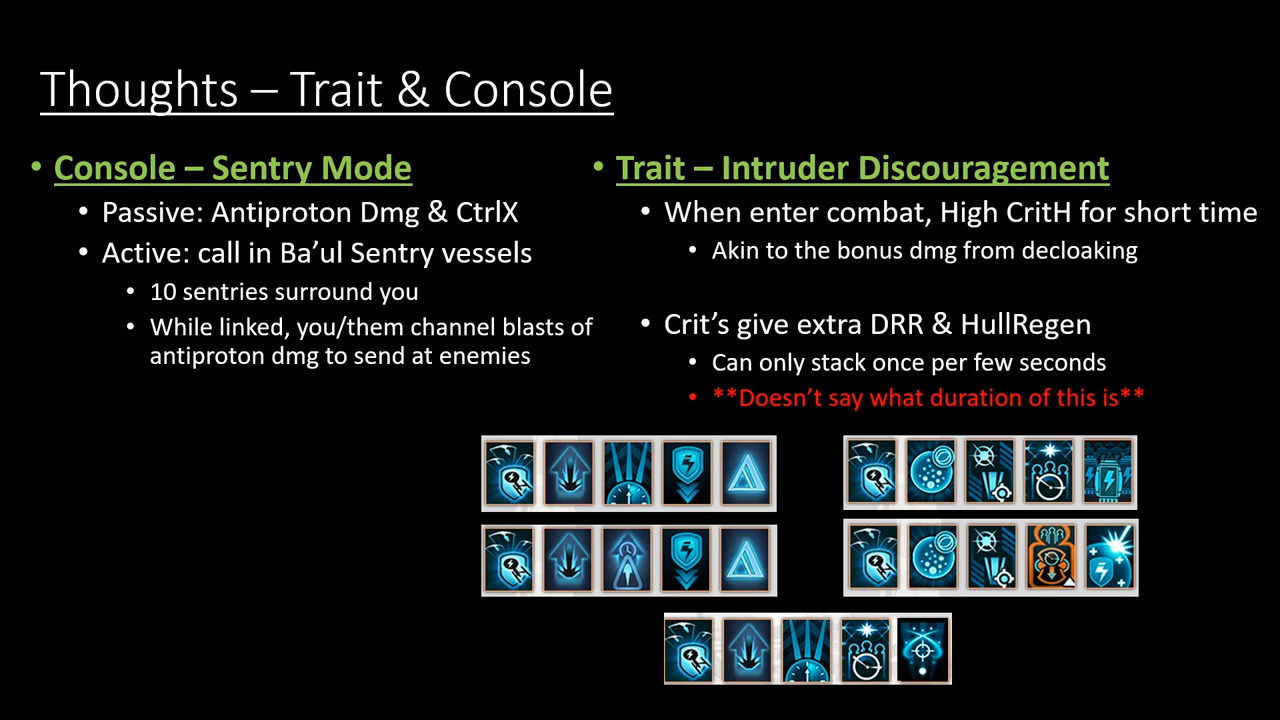 Thoughts – Trait & Console
• Console – Sentry Mode
• Passive: Antiproton Dmg & CtrlX
• Active: call in Ba’ul Sentry vessels
• 10 sentries surround you
• While linked, you/them channel blasts of
antiproton dmg to send at enemies
• Trait – Intruder Discouragement
• When enter combat, High CritH for short time
• Akin to the bonus dmg from decloaking
• Crit’s give extra DRR & HullRegen
• Can only stack once per few seconds
• **Doesn’t say what duration of this is**